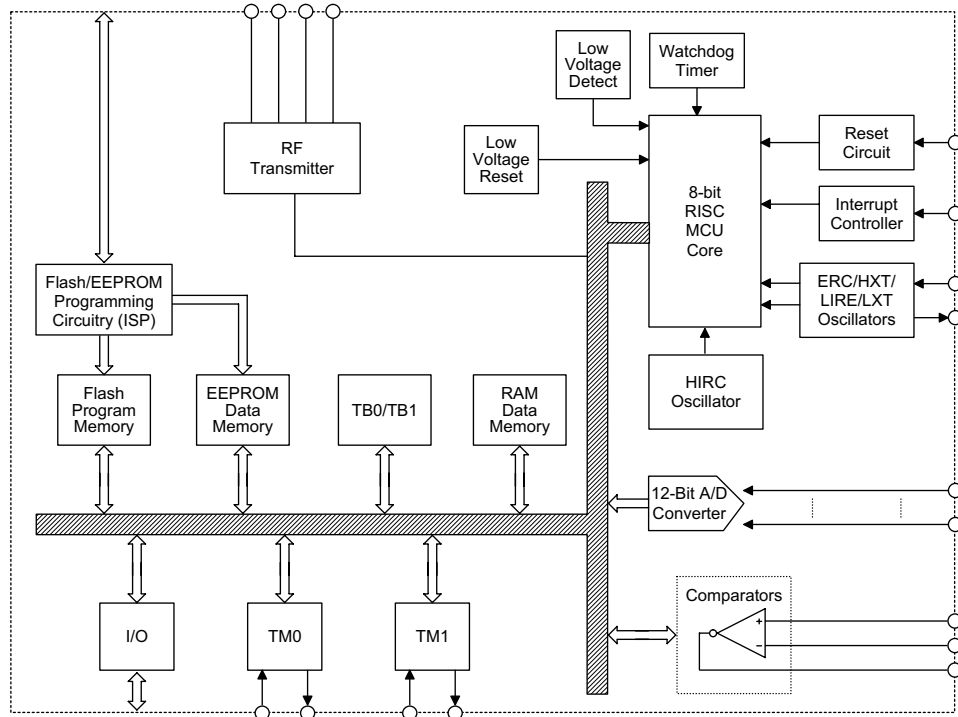 Low
Voltage
Detect
Watchdog
Timer
RF
Transmitter
Low
Voltage
Reset
8-bit
RISC
MCU
Core
Reset
Circuit
Interrupt
Controller
Flash/EEPROM
Programming
Circuitry (ISP)
ERC/HXT/
LIRE/LXT
Oscillators
Flash
Program
Memory
EEPROM
Data
Memory
TB0/TB1
RAM
Data
Memory
HIRC
Oscillator
12-Bit A/D
Converter
Comparators
+
−
I/O
TM0
TM1